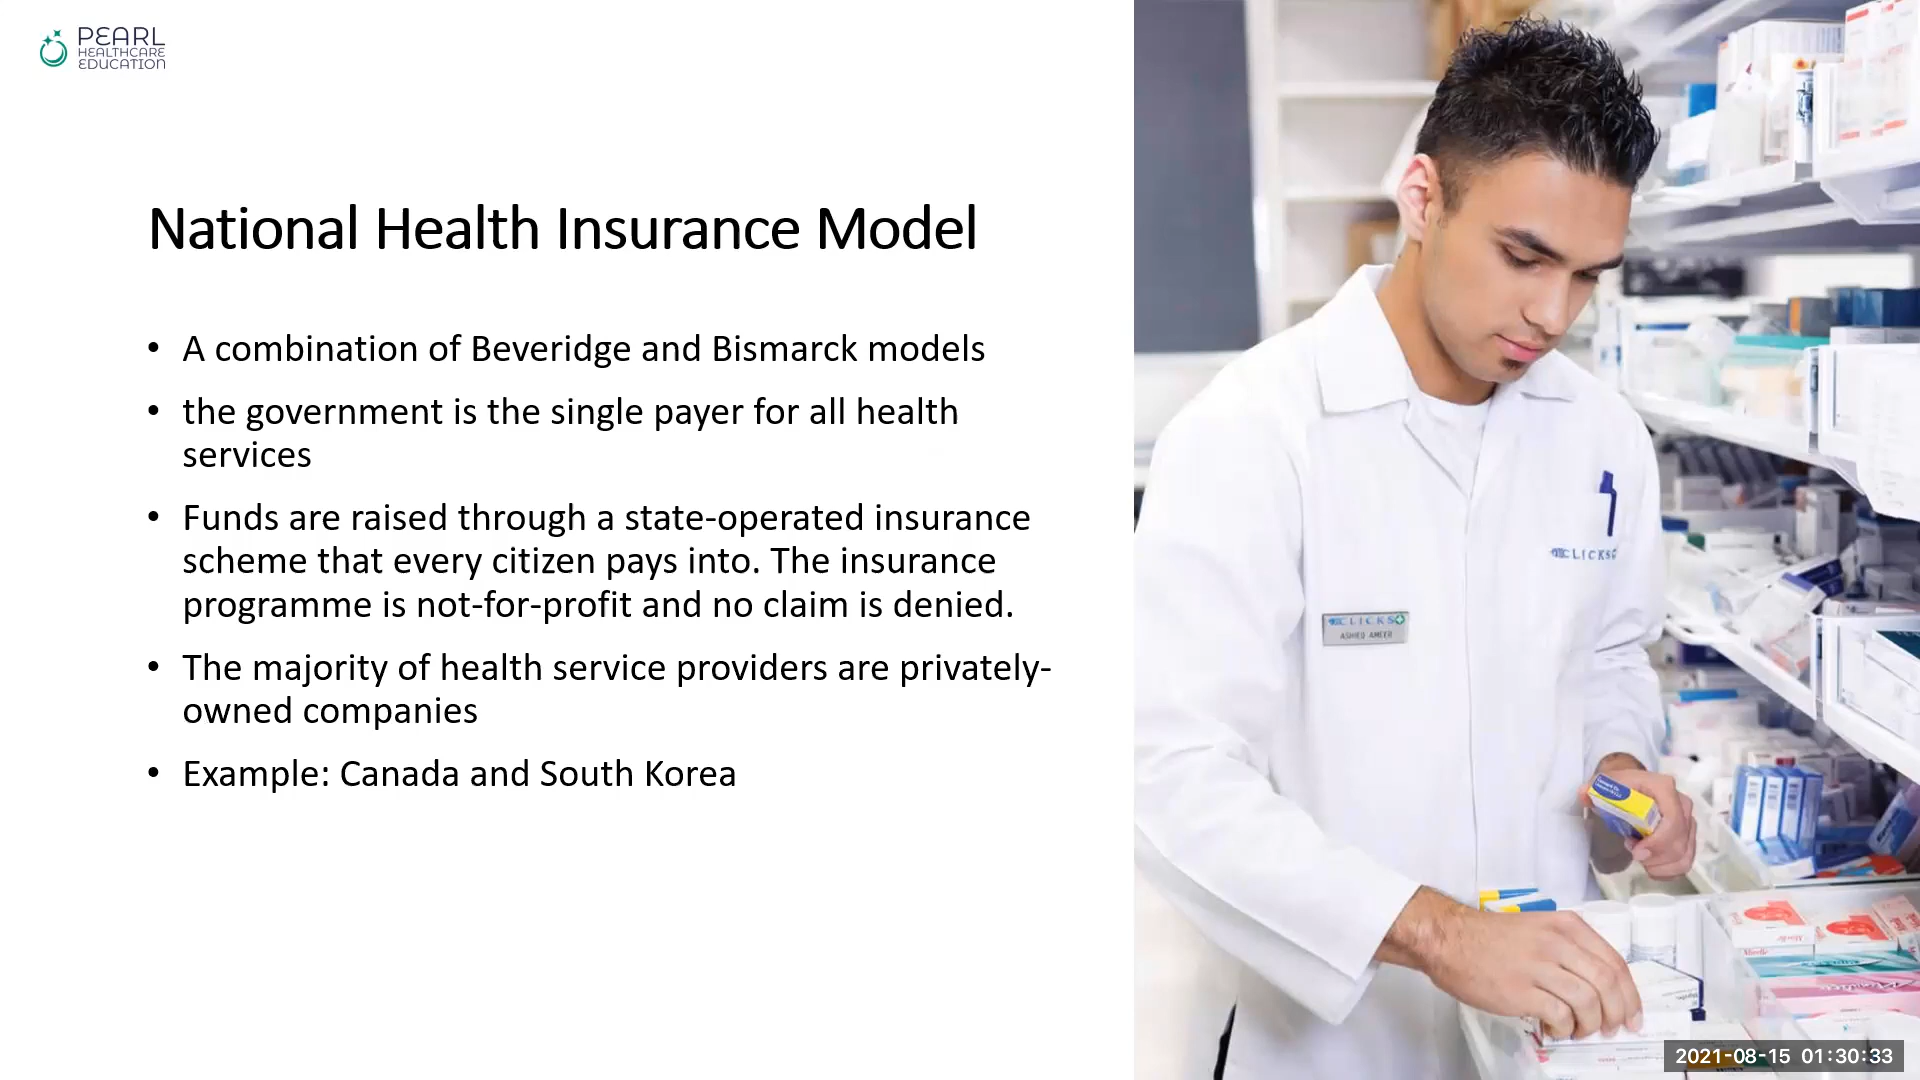 PEARL
HEALTHCARE
EDUCATION
National Health Insurance Model
• A combination of Beveridge and Bismarck models
• the government is the single payer for all health
services
• Funds are raised through a state-operated insurance
scheme that every citizen pays into. The insurance
programme is not-for-profit and no claim is denied.
• The majority of health service providers are privately-
owned companies
• Example: Canada and South Korea
CLICKS
CLICKS
ASHIEQ AMEER
2021-08-15 01:30:33